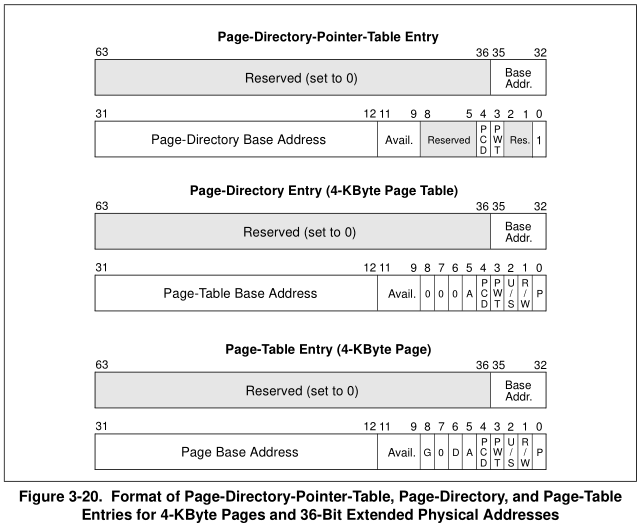 Page-Directory-Pointer-Table Entry
63 36 35 32
Reserved (set to 0) Base Addr.
31 12 11 9 8 5 4 3 2 1 0
Page-Directory Base Address Avail. Reserved PCD PWT Res. 1
Page-Directory Entry (4-KByte Page Table)
63 36 35 32
Reserved (set to 0) Base Addr.
31 12 11 9 8 7 6 5 4 3 2 1 0
Page-Table Base Address Avail. 0 0 0 A PCD PWT U/S R/W P
Page-Table Entry (4-KByte Page)
63 36 35 32
Reserved (set to 0) Base Addr.
31 12 11 9 8 7 6 5 4 3 2 1 0
Page Base Address Avail. G 0 D A PCD PWT U/S R/W P
Figure 3-20. Format of Page-Directory-Pointer-Table, Page-Directory, and Page-Table
Entries for 4-KByte Pages and 36-Bit Extended Physical Addresses